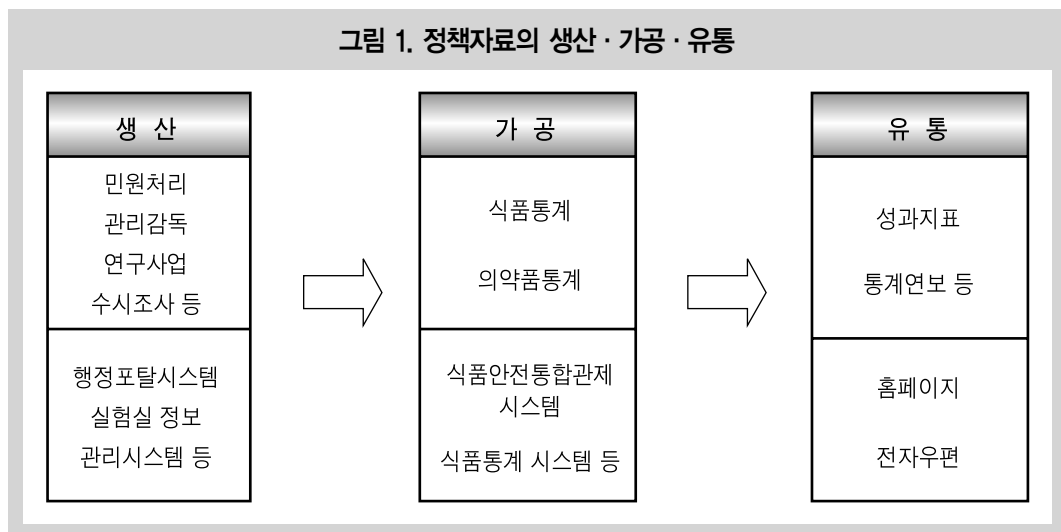 그림 1. 정책자료의 생산 · 가공 · 유통
생 산
민원처리
관리감독
연구사업
수시조사 등
행정포탈시스템
실험실 정보
관리시스템 등
가 공
식품통계
의약품통계
식품안전통합관제
시스템
식품통계 시스템 등
유 통
성과지표
통계연보 등
홈페이지
전자우편